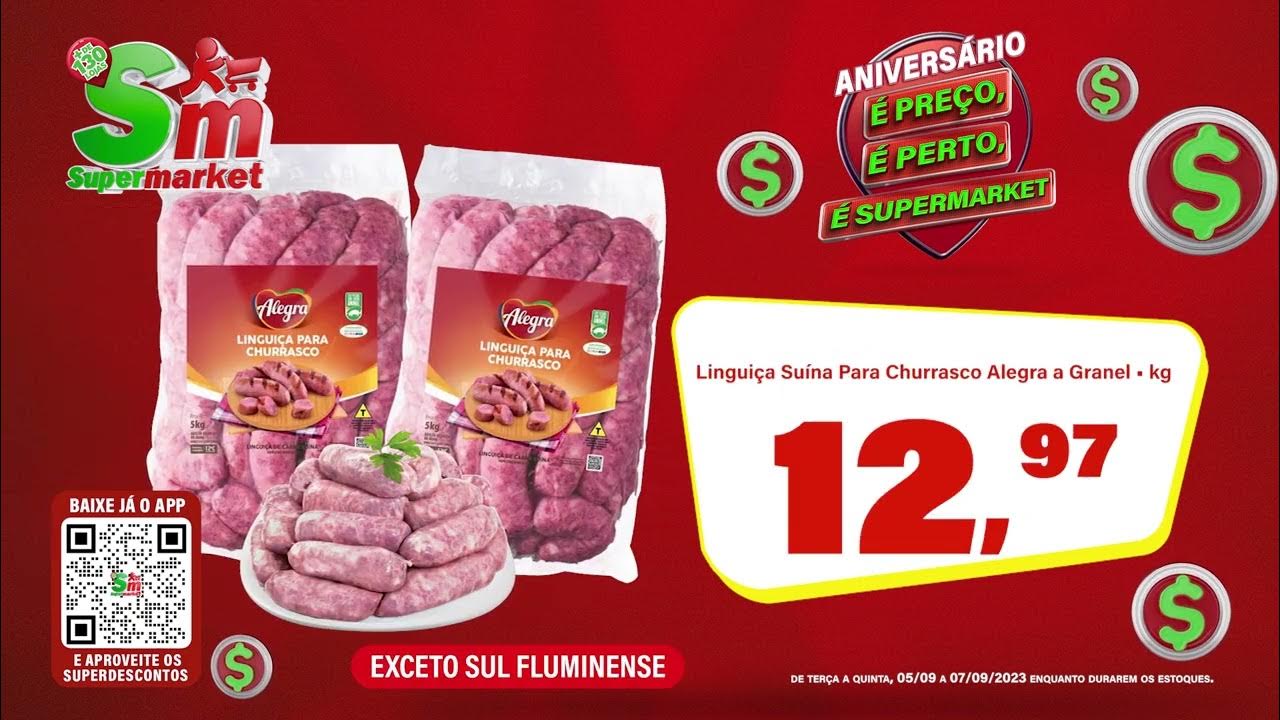 + DE
130
LOJAS
Sm
Supermarket
ANIVERSÁRIO
É PREÇO,
É PERTO,
É SUPERMARKET
$
$
$
Alegra
LINGUIÇA PARA
CHURRASCO
5kg
T
Alegra
LINGUIÇA PARA
CHURRASCO
5kg
T
Linguiça Suína Para Churrasco Alegra a Granel • kg
12,97
BAIXE JÁ O APP
Sm
E APROVEITE OS
SUPERDESCONTOS
$
EXCETO SUL FLUMINENSE
$
DE TERÇA A QUINTA, 05/09 A 07/09/2023 ENQUANTO DURAREM OS ESTOQUES.